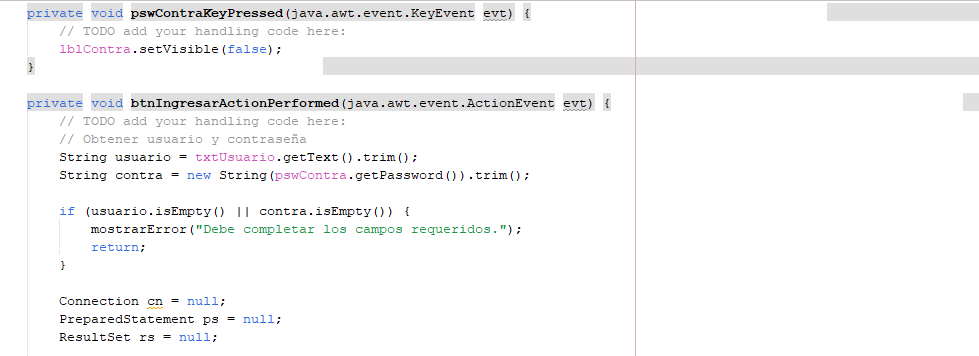 private void pswContraKeyPressed(java.awt.event.KeyEvent evt) {
// TODO add your handling code here:
lblContra.setVisible(false);
}
private void btnIngresarActionPerformed(java.awt.event.ActionEvent evt) {
// TODO add your handling code here:
// Obtener usuario y contraseña
String usuario = txtUsuario.getText().trim();
String contra = new String(pswContra.getPassword()).trim();
if (usuario.isEmpty() || contra.isEmpty()) {
mostrarError("Debe completar los campos requeridos.");
return;
}
Connection cn = null;
PreparedStatement ps = null;
ResultSet rs = null;